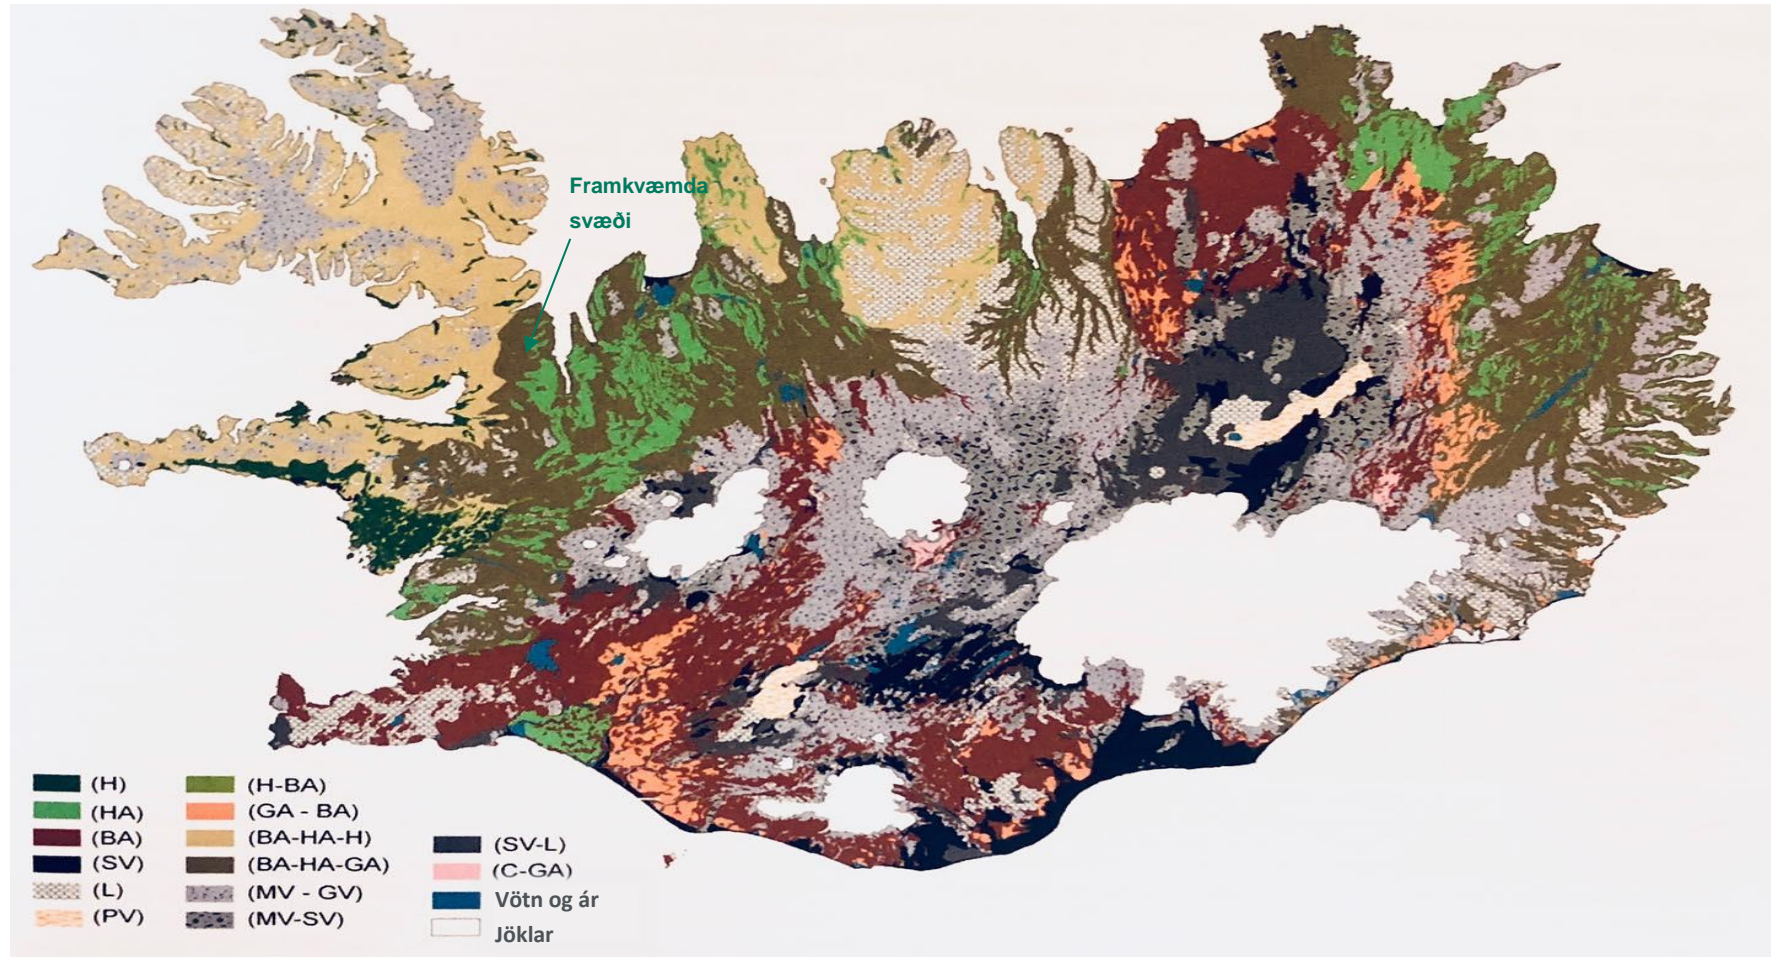 Framkvæmda
svæði
(H)
(HA)
(BA)
(SV)
(L)
(PV)
(H-BA)
(GA - BA)
(BA-HA-H)
(BA-HA-GA)
(MV - GV)
(MV-SV)
(SV-L)
(C-GA)
Vötn og ár
Jöklar